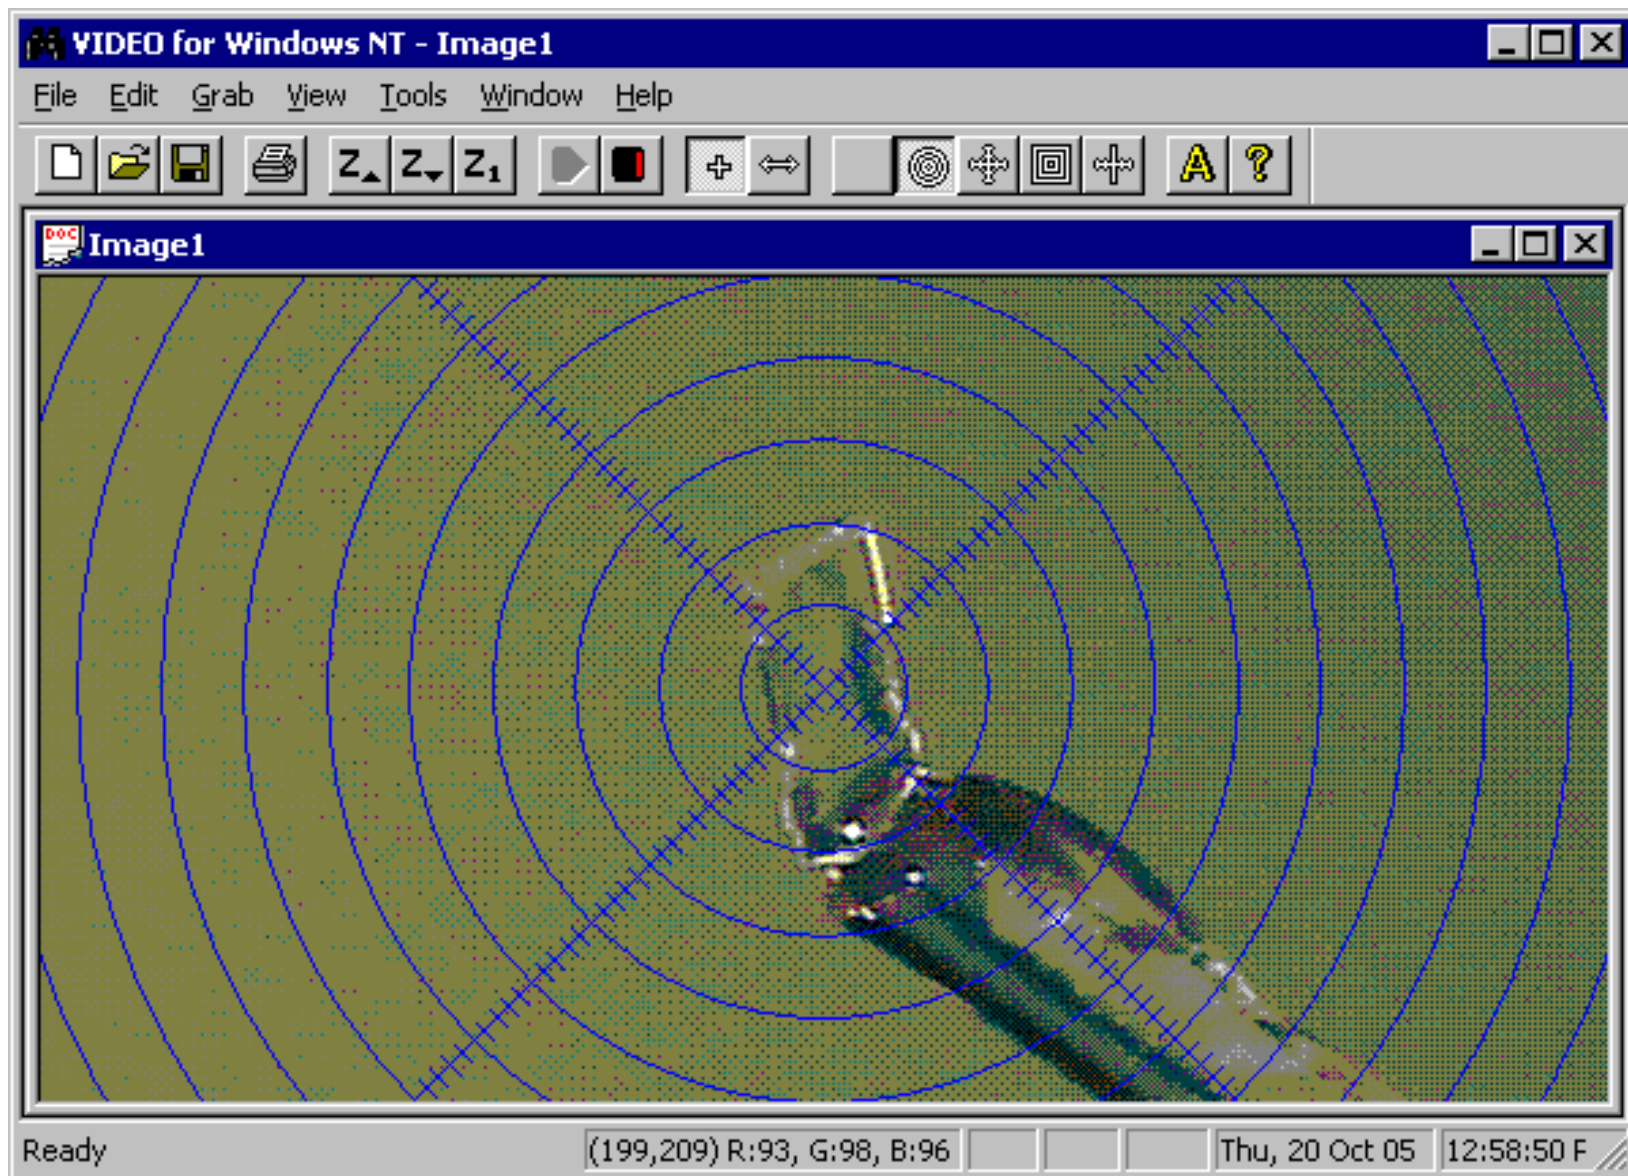 VIDEO for Windows NT - Image1
File Edit Grab View Tools Window Help
Z Z Z1 A ?
DOC Image1
Ready (199,209) R:93, G:98, B:96 Thu, 20 Oct 05 12:58:50 P